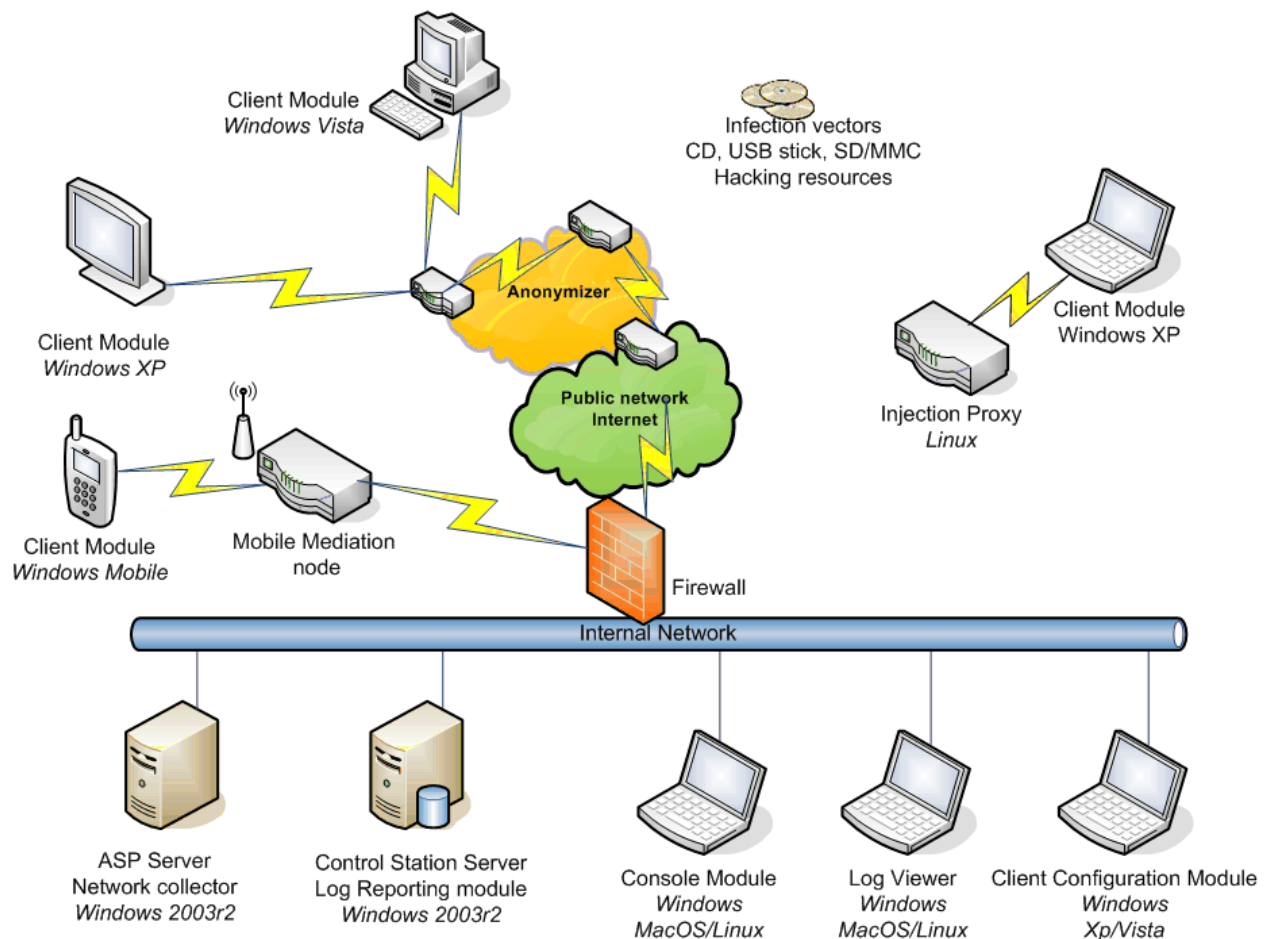 Client Module
Windows Vista
Infection vectors
CD, USB stick, SD/MMC
Hacking resources
Anonymizer
Client Module
Windows XP
Client Module
Windows XP
Public network
Internet
Injection Proxy
Linux
Client Module
Windows Mobile
Mobile Mediation
node
Firewall
Internal Network
ASP Server
Network collector
Windows 2003r2
Control Station Server
Log Reporting module
Windows 2003r2
Console Module
Windows
MacOS/Linux
Log Viewer
Windows
MacOS/Linux
Client Configuration Module
Windows
Xp/Vista